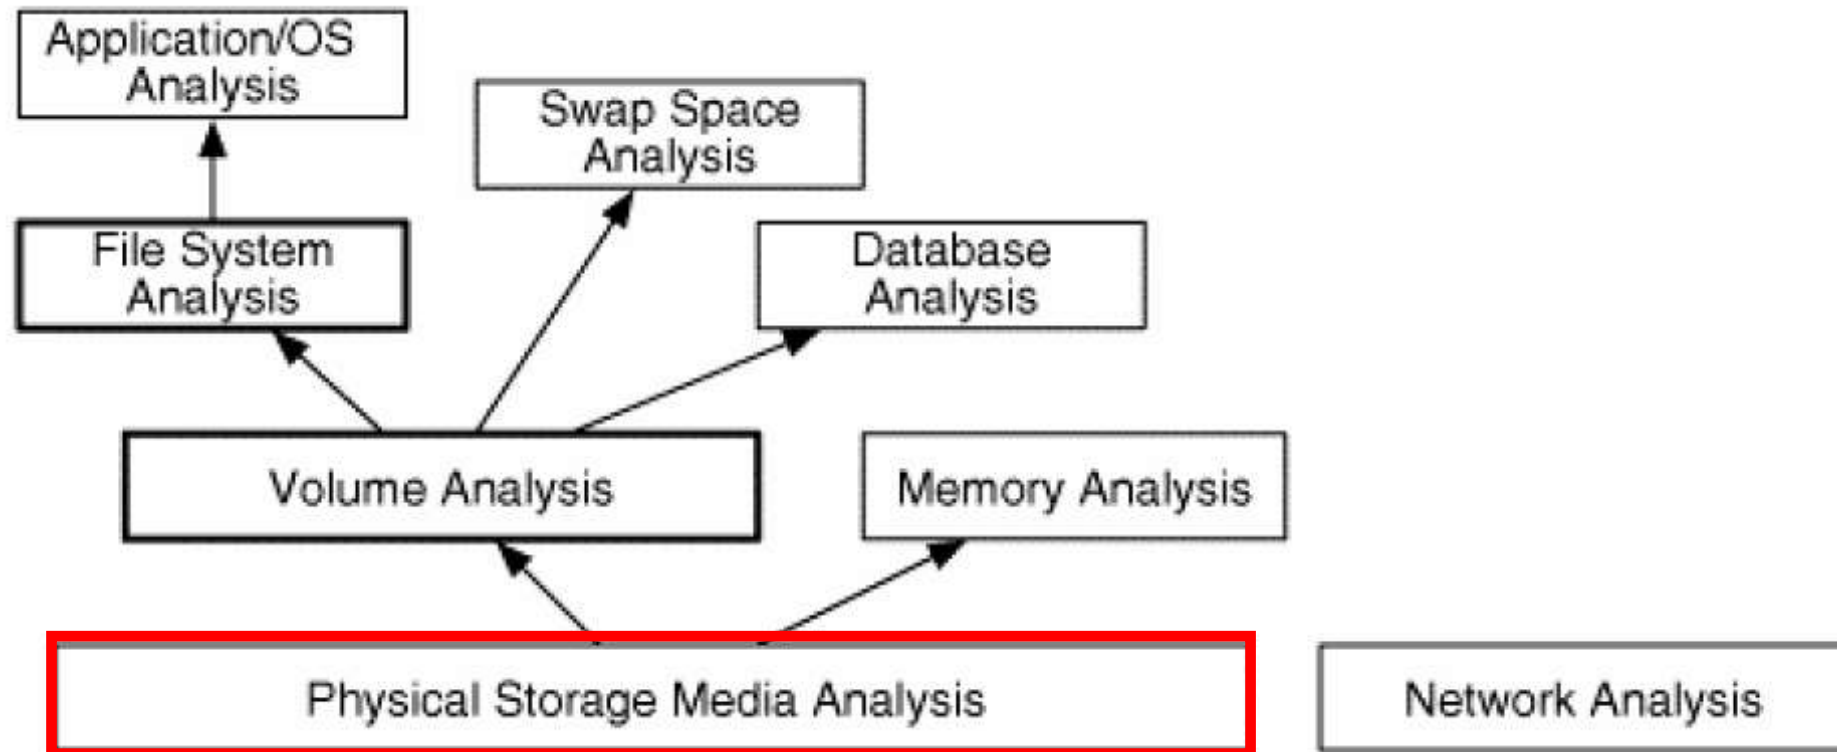 Application/OS
Analysis
Swap Space
Analysis
File System
Analysis
Database
Analysis
Volume Analysis
Memory Analysis
Physical Storage Media Analysis
Network Analysis